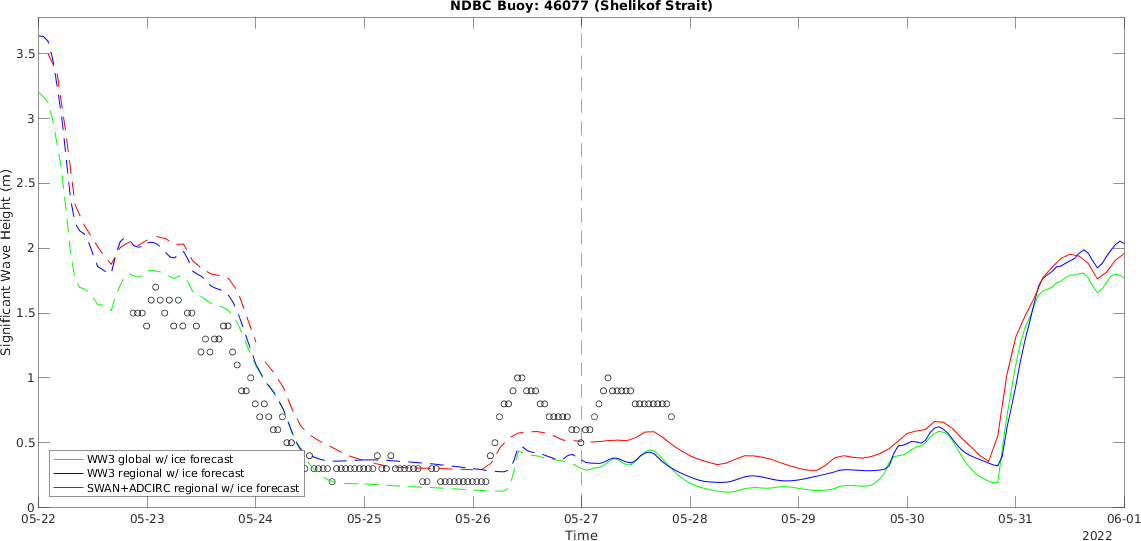 NDBC Buoy: 46077 (Shelikof Strait)
Significant Wave Height (m)
3.5
3
2.5
2
1.5
1
0.5
0
WW3 global w/ ice forecast
WW3 regional w/ ice forecast
SWAN+ADCIRC regional w/ ice forecast
05-22 05-23 05-24 05-25 05-26 05-27 05-28 05-29 05-30 05-31 06-01
Time
2022